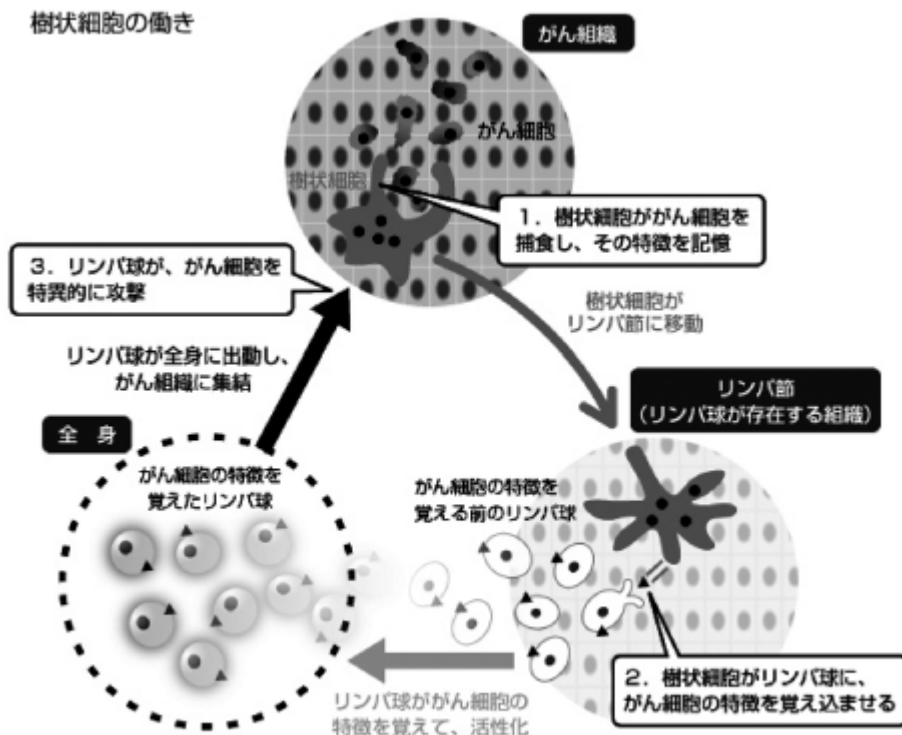 樹状細胞の働き
がん組織
がん細胞
樹状細胞
1．樹状細胞ががん細胞を
捕食し、その特徴を記憶
樹状細胞が
リンパ節に移動
リンパ節
（リンパ球が存在する組織）
がん細胞の特徴を
覚える前のリンパ球
2．樹状細胞がリンパ球に、
がん細胞の特徴を覚え込ませる
リンパ球ががん細胞の
特徴を覚えて、活性化
全　身
がん細胞の特徴を
覚えたリンパ球
リンパ球が全身に出動し、
がん組織に集結
3．リンパ球が、がん細胞を
特異的に攻撃